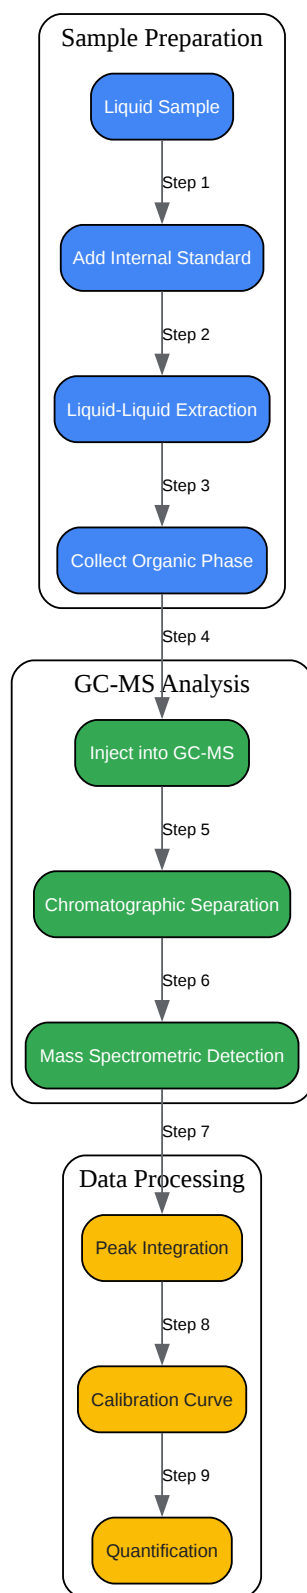 Sample Preparation
Liquid Sample
Step 1
Add Internal Standard
Step 2
Liquid-Liquid Extraction
Step 3
Collect Organic Phase
Step 4
GC-MS Analysis
Inject into GC-MS
Step 5
Chromatographic Separation
Step 6
Mass Spectrometric Detection
Step 7
Data Processing
Peak Integration
Step 8
Calibration Curve
Step 9
Quantification